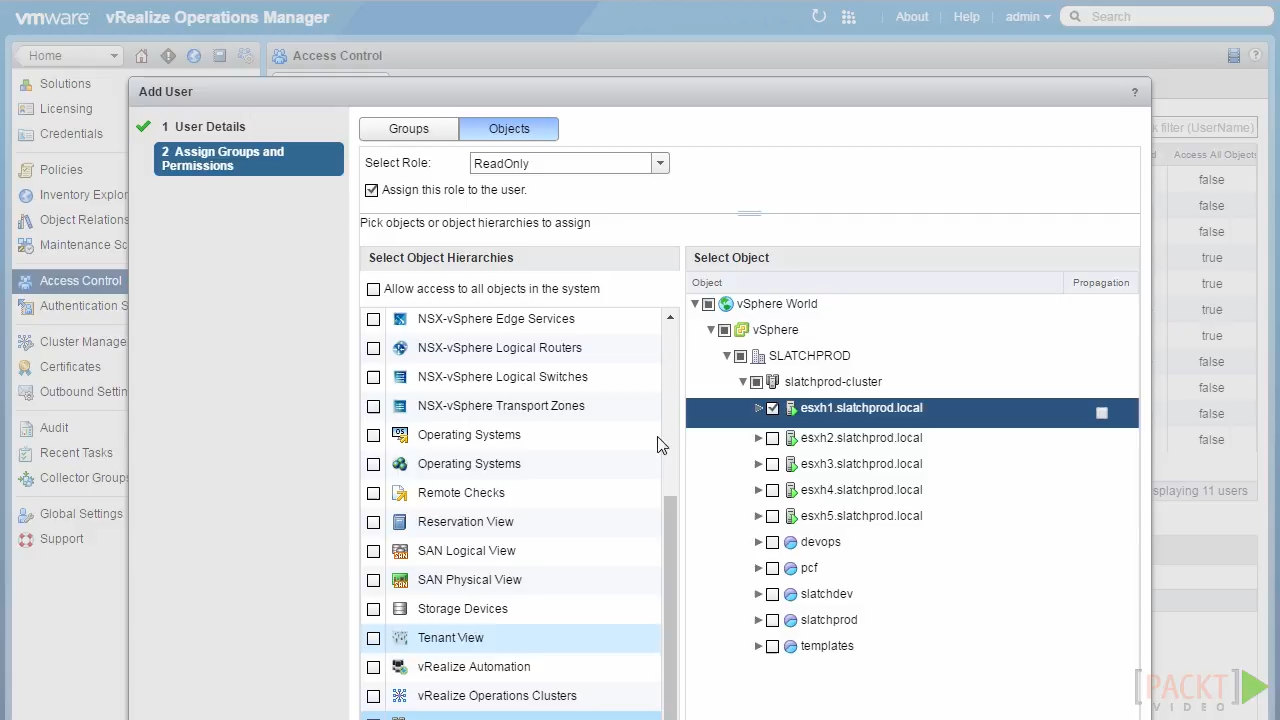 vmware vRealize Operations Manager
About Help admin Search
Home
Access Control
Solutions
Licensing
Credentials
Policies
Inventory Explor
Object Relations
Maintenance Sc
Access Control
Authentication S
Cluster Manage
Certificates
Outbound Settin
Audit
Recent Tasks
Collector Groups
Global Settings
Support
Add User ?
1 User Details
2 Assign Groups and
Permissions
Groups Objects
Select Role: ReadOnly
Assign this role to the user.
Pick objects or object hierarchies to assign
Select Object Hierarchies
Allow access to all objects in the system
NSX-vSphere Edge Services
NSX-vSphere Logical Routers
NSX-vSphere Logical Switches
NSX-vSphere Transport Zones
Operating Systems
Operating Systems
Remote Checks
Reservation View
SAN Logical View
SAN Physical View
Storage Devices
Tenant View
vRealize Automation
vRealize Operations Clusters
Select Object
Object Propagation
vSphere World
vSphere
SLATCHPROD
slatchprod-cluster
esxh1.slatchprod.local
esxh2.slatchprod.local
esxh3.slatchprod.local
esxh4.slatchprod.local
esxh5.slatchprod.local
devops
pcf
slatchdev
slatchprod
templates
k filter (UserName)
d Access All Objects
false
false
false
true
true
true
true
false
false
false
false
splaying 11 users
[PACKT]
VIDEO